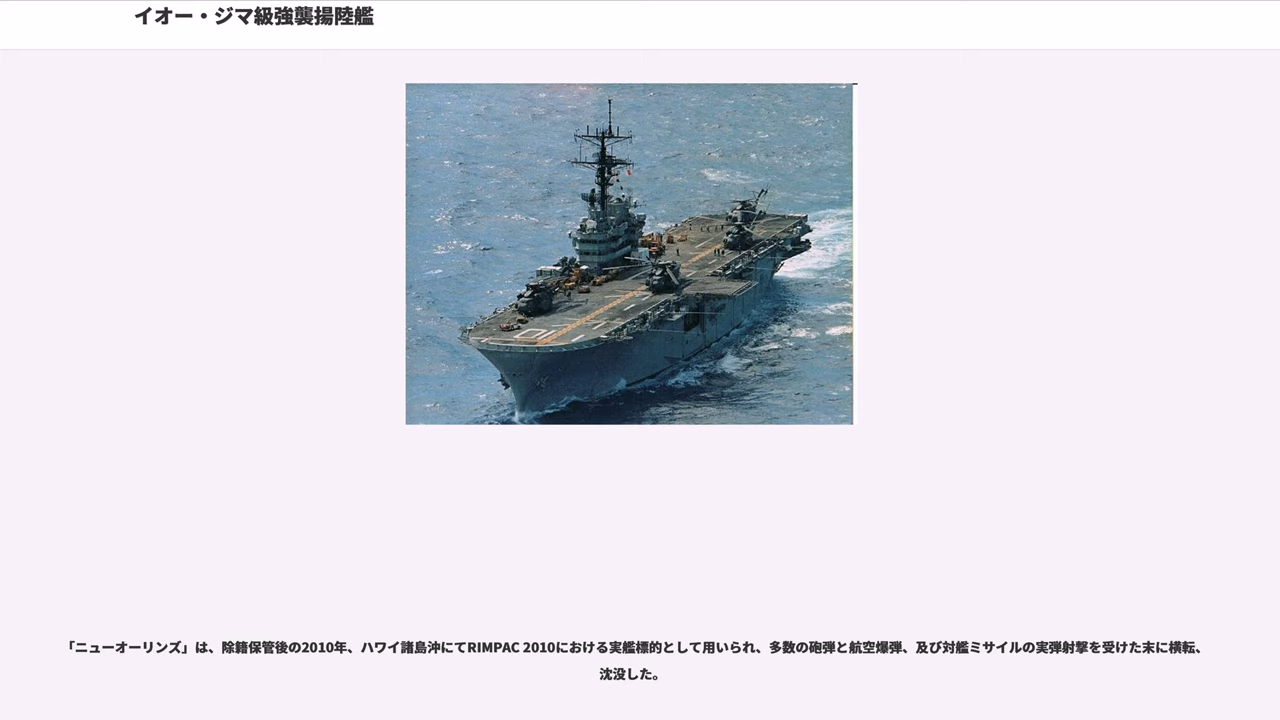 イオー・ジマ級強襲揚陸艦
「ニューオーリンズ」は、除籍保管後の2010年、ハワイ諸島沖にてRIMPAC 2010における実艦標的として用いられ、多数の砲弾と航空爆弾、及び対艦ミサイルの実弾射撃を受けた末に横転、
沈没した。